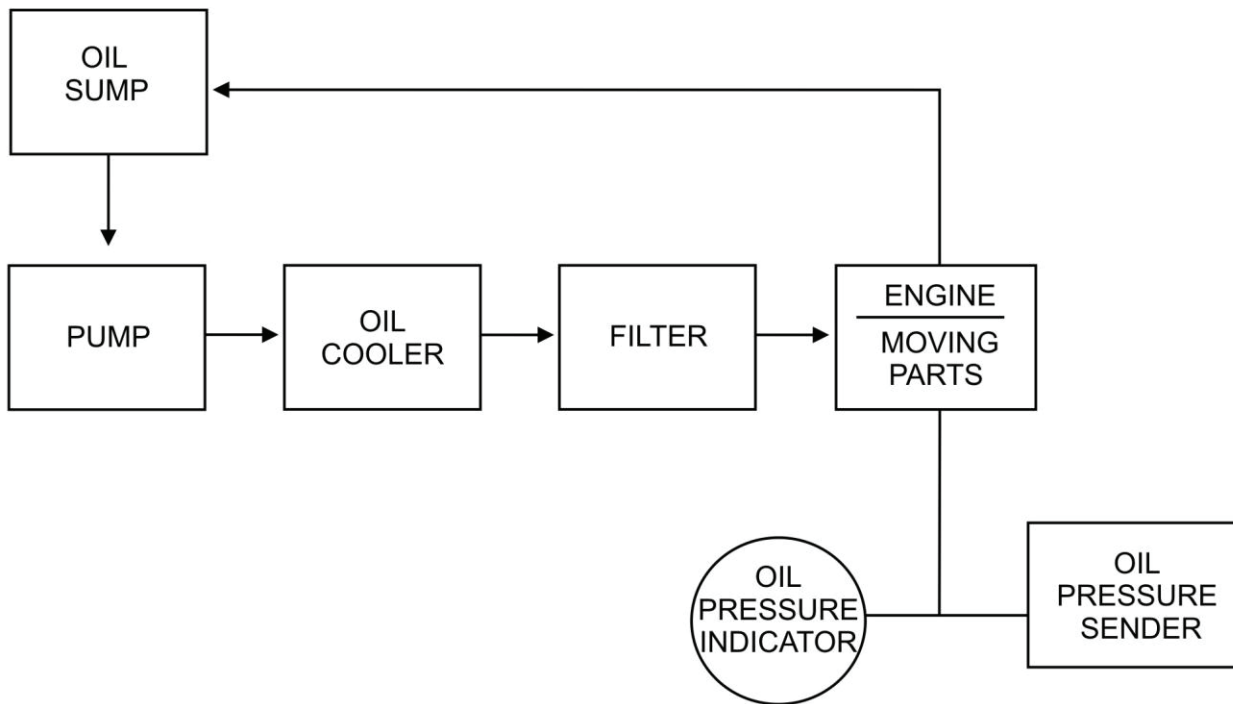 OIL
SUMP
PUMP
OIL
COOLER
FILTER
ENGINE
MOVING
PARTS
OIL
PRESSURE
INDICATOR
OIL
PRESSURE
SENDER